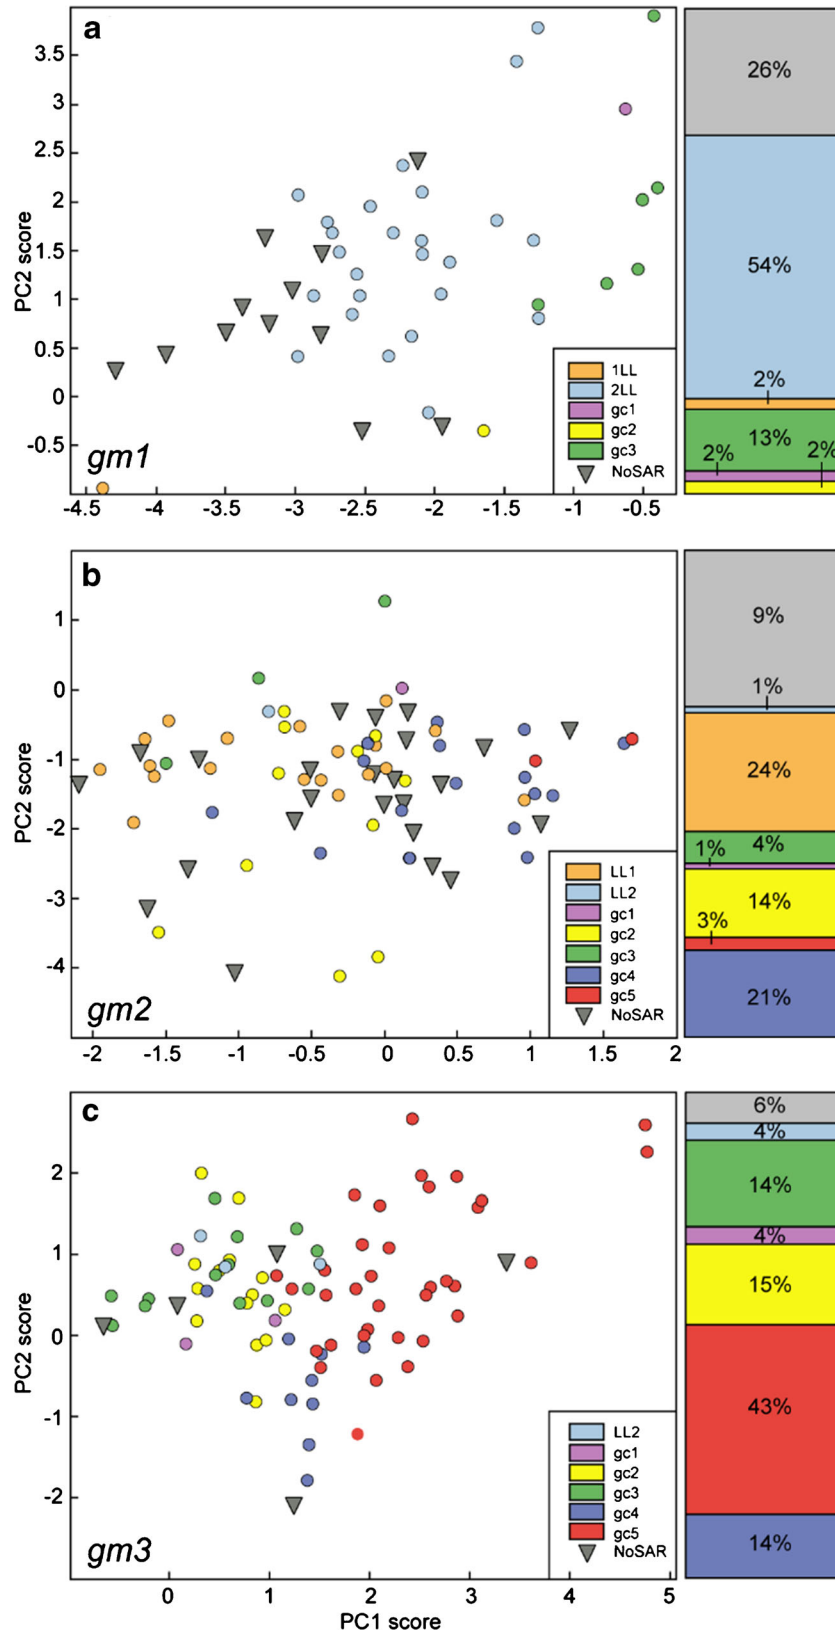 a
3.5
3
2.5
2
1.5
1
0.5
0
-0.5
PC2 score
gm1
1LL
2LL
gc1
gc2
gc3
NoSAR
-4.5 -4 -3.5 -3 -2.5 -2 -1.5 -1 -0.5
26%
54%
2%
13%
2% 2%
b
1
0
-1
-2
-3
-4
gm2
LL1
LL2
gc1
gc2
gc3
gc4
gc5
NoSAR
-2 -1.5 -1 -0.5 0 0.5 1 1.5 2
9%
1%
24%
4%
1%
14%
3%
21%
c
2
1
0
-1
-2
PC2 score
gm3
LL2
gc1
gc2
gc3
gc4
gc5
NoSAR
0 1 2 3 4 5
PC1 score
6%
4%
14%
4%
15%
43%
14%